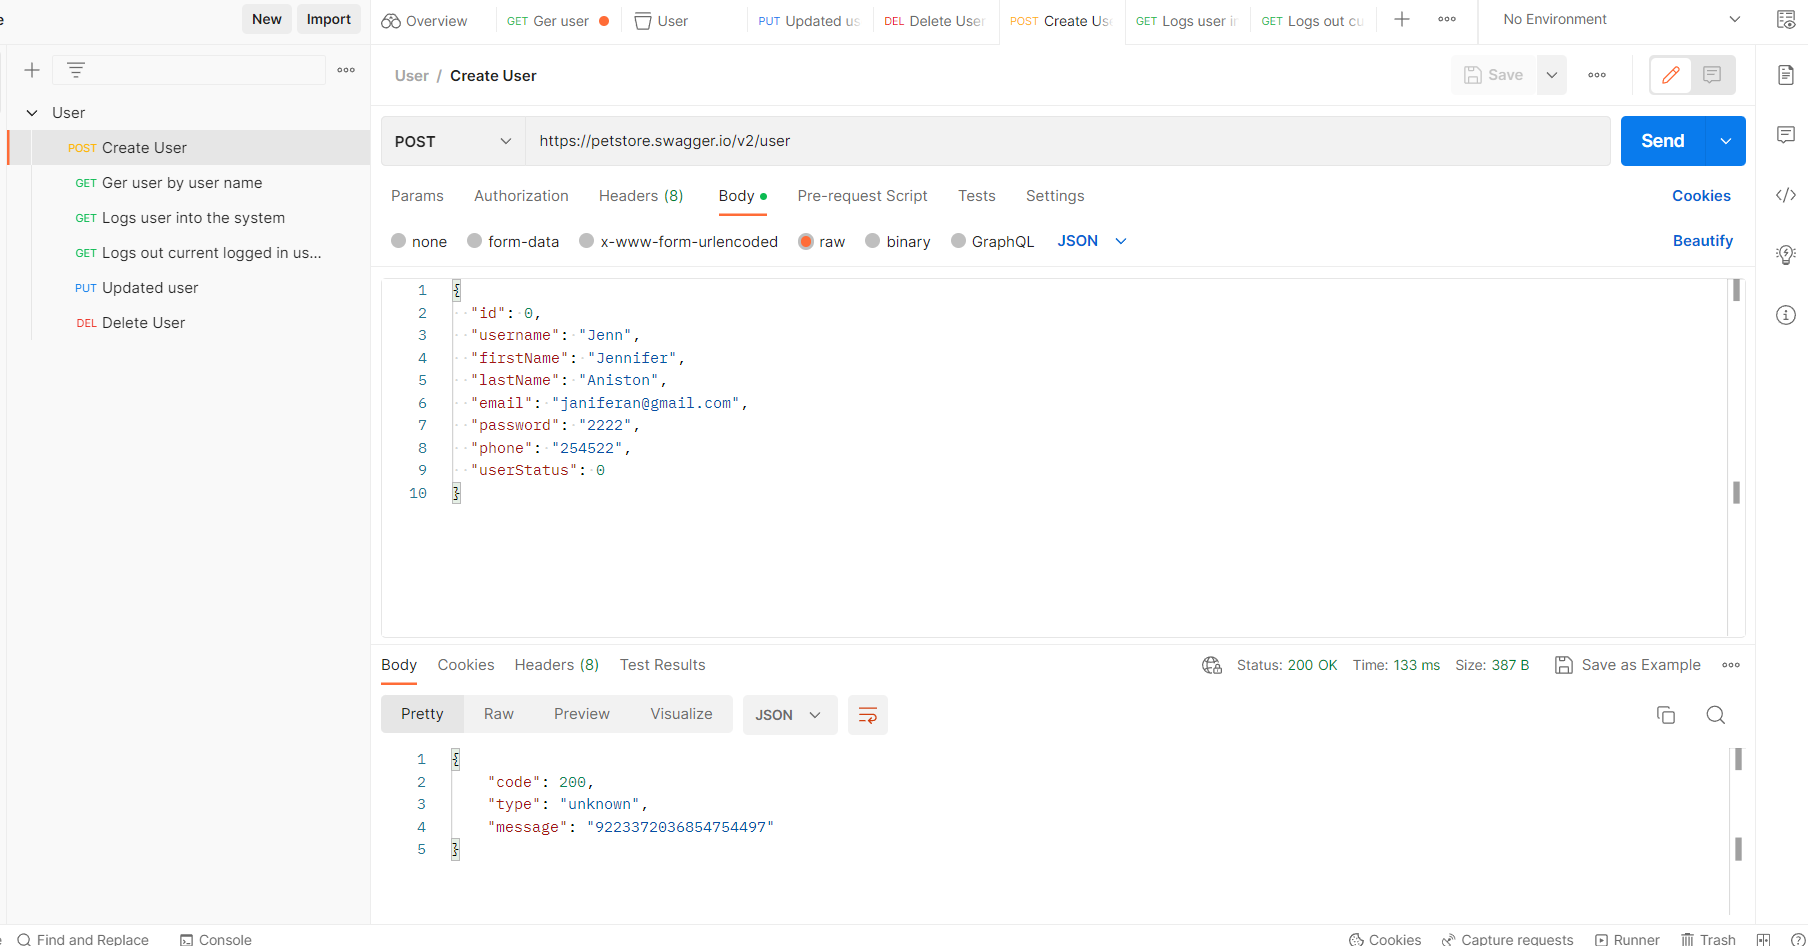 e New Import Overview GET Ger user User PUT Updated us DEL Delete User POST Create Use GET Logs user in GET Logs out cu No Environment
User / Create User Save
User
POST Create User
GET Ger user by user name
GET Logs user into the system
GET Logs out current logged in us...
PUT Updated user
DEL Delete User
POST https://petstore.swagger.io/v2/user Send
Params Authorization Headers (8) Body Pre-request Script Tests Settings Cookies
none form-data x-www-form-urlencoded raw binary GraphQL JSON Beautify
1 {
2 "id": 0,
3 "username": "Jenn",
4 "firstName": "Jennifer",
5 "lastName": "Aniston",
6 "email": "janiferan@gmail.com",
7 "password": "2222",
8 "phone": "254522",
9 "userStatus": 0
10 }
Body Cookies Headers (8) Test Results Status: 200 OK Time: 133 ms Size: 387 B Save as Example
Pretty Raw Preview Visualize JSON
1 {
2 "code": 200,
3 "type": "unknown",
4 "message": "9223372036854754497"
5 }
e Find and Replace Console Cookies Capture requests Runner Trash